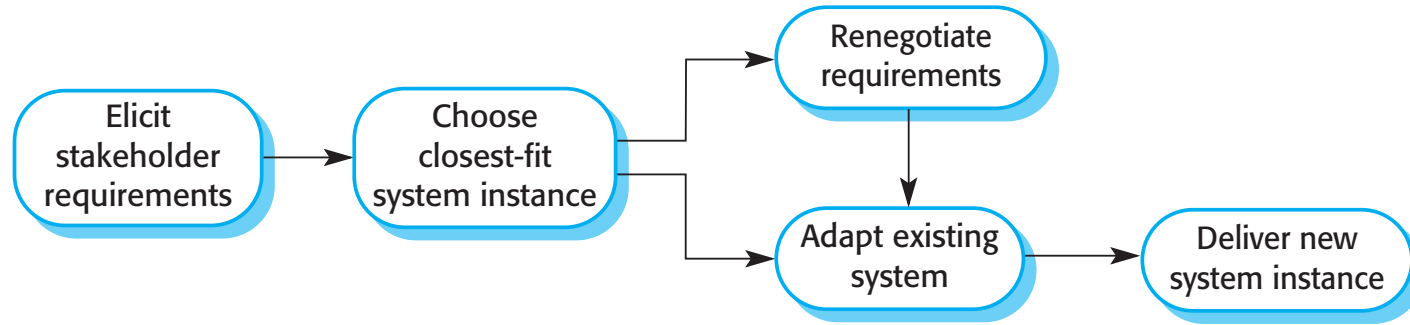 Elicit
stakeholder
requirements
Choose
closest-fit
system instance
Renegotiate
requirements
Adapt existing
system
Deliver new
system instance